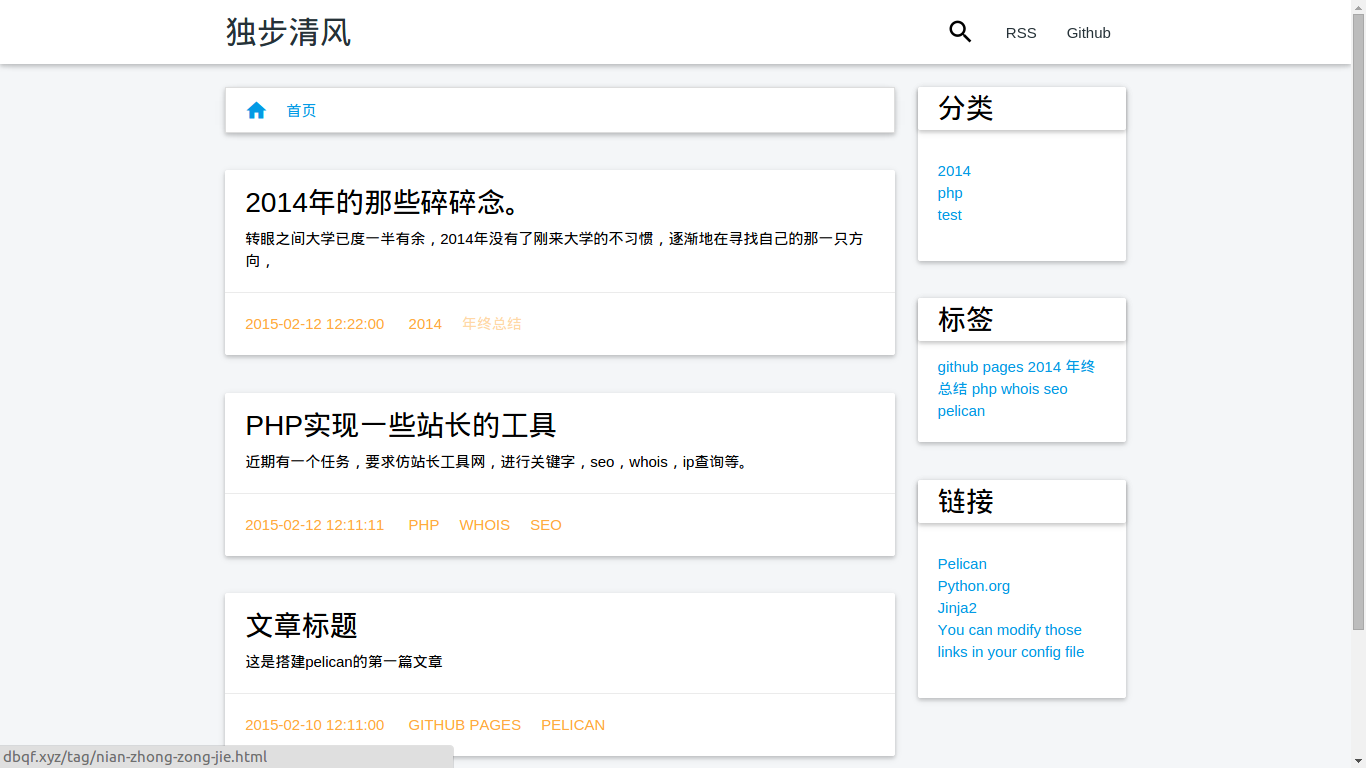 独步清风
RSS
Github
首页
2014年的那些碎碎念。
转眼之间大学已度一半有余，2014年没有了刚来大学的不习惯，逐渐地在寻找自己的那一只方
向，
2015-02-12 12:22:00 2014 年终总结
PHP实现一些站长的工具
近期有一个任务，要求仿站长工具网，进行关键字，seo，whois，ip查询等。
2015-02-12 12:11:11 PHP WHOIS SEO
文章标题
这是搭建pelican的第一篇文章
2015-02-10 12:11:00 GITHUB PAGES PELICAN
分类
2014
php
test
标签
github pages 2014 年终
总结 php whois seo
pelican
链接
Pelican
Python.org
Jinja2
You can modify those
links in your config file
dbqf.xyz/tag/nian-zhong-zong-jie.html